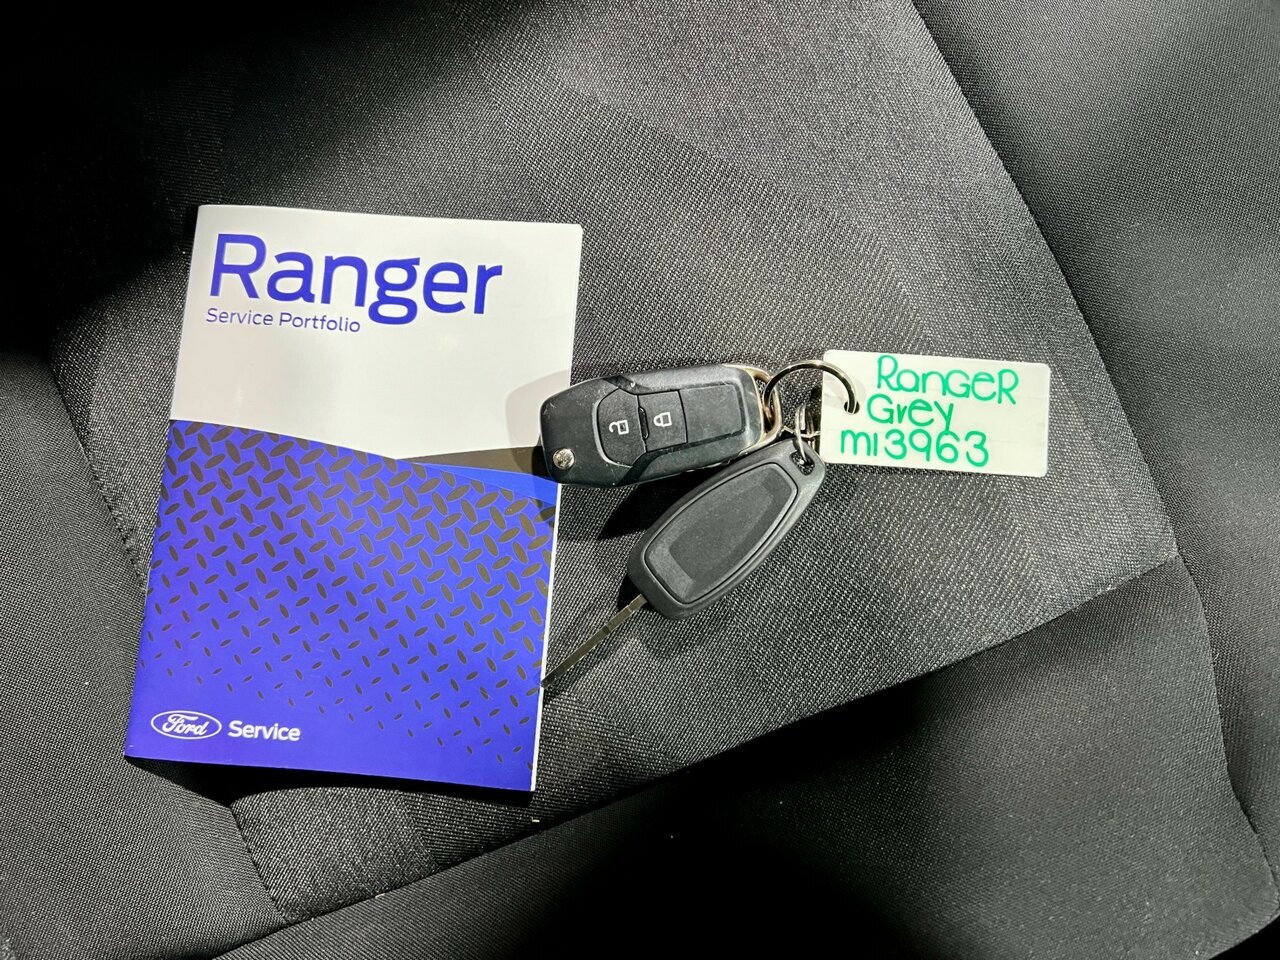 Ranger
Service Portfolio
Ford Service
RanGeR
Grey
m13963